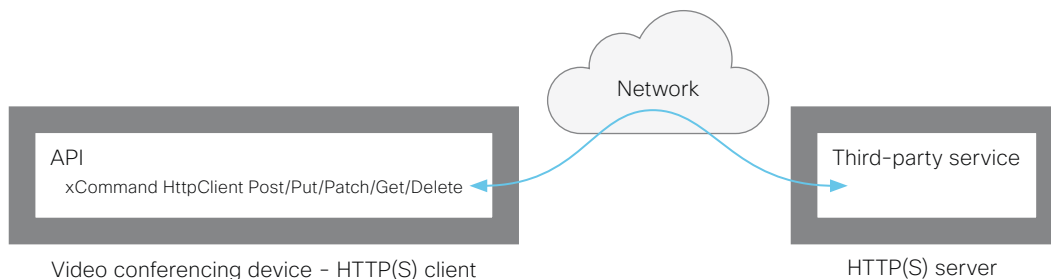 Network
API
xCommand HttpClient Post/Put/Patch/Get/Delete
Third-party service
Video conferencing device - HTTP(S) client
HTTP(S) server